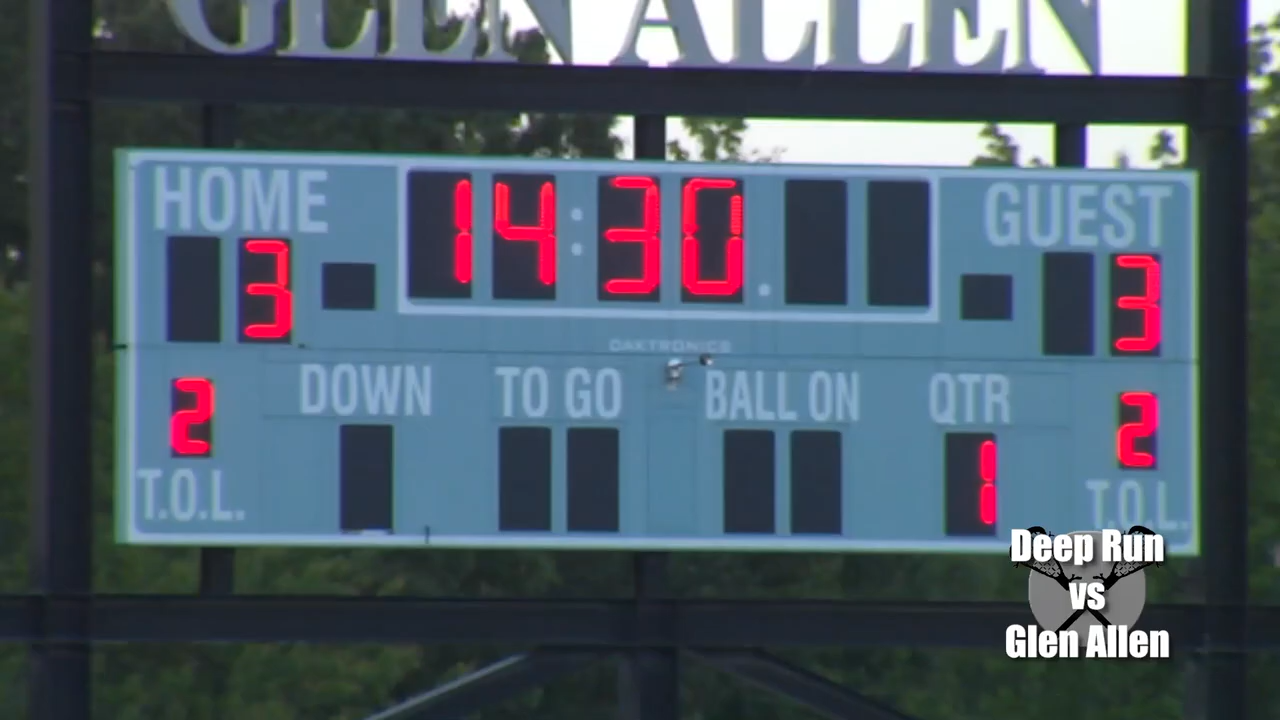 GLEN ALLEN
HOME 14:30 GUEST
3 3
DAKTRONICS
DOWN TO GO BALL ON QTR
2 1 2
T.O.L. T.O.L.
Deep Run
vs
Glen Allen